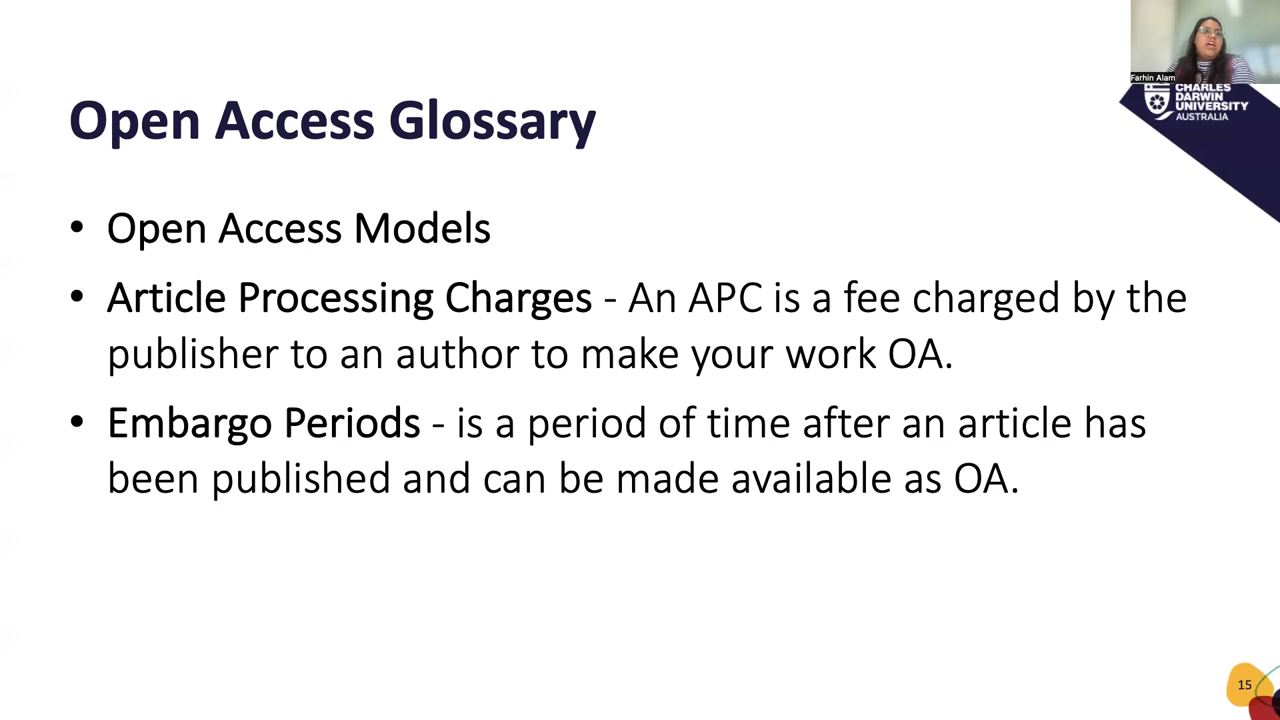 Farhin Alam
CHARLES
DARWIN
UNIVERSITY
AUSTRALIA
Open Access Glossary
• Open Access Models
• Article Processing Charges - An APC is a fee charged by the
publisher to an author to make your work OA.
• Embargo Periods - is a period of time after an article has
been published and can be made available as OA.
15